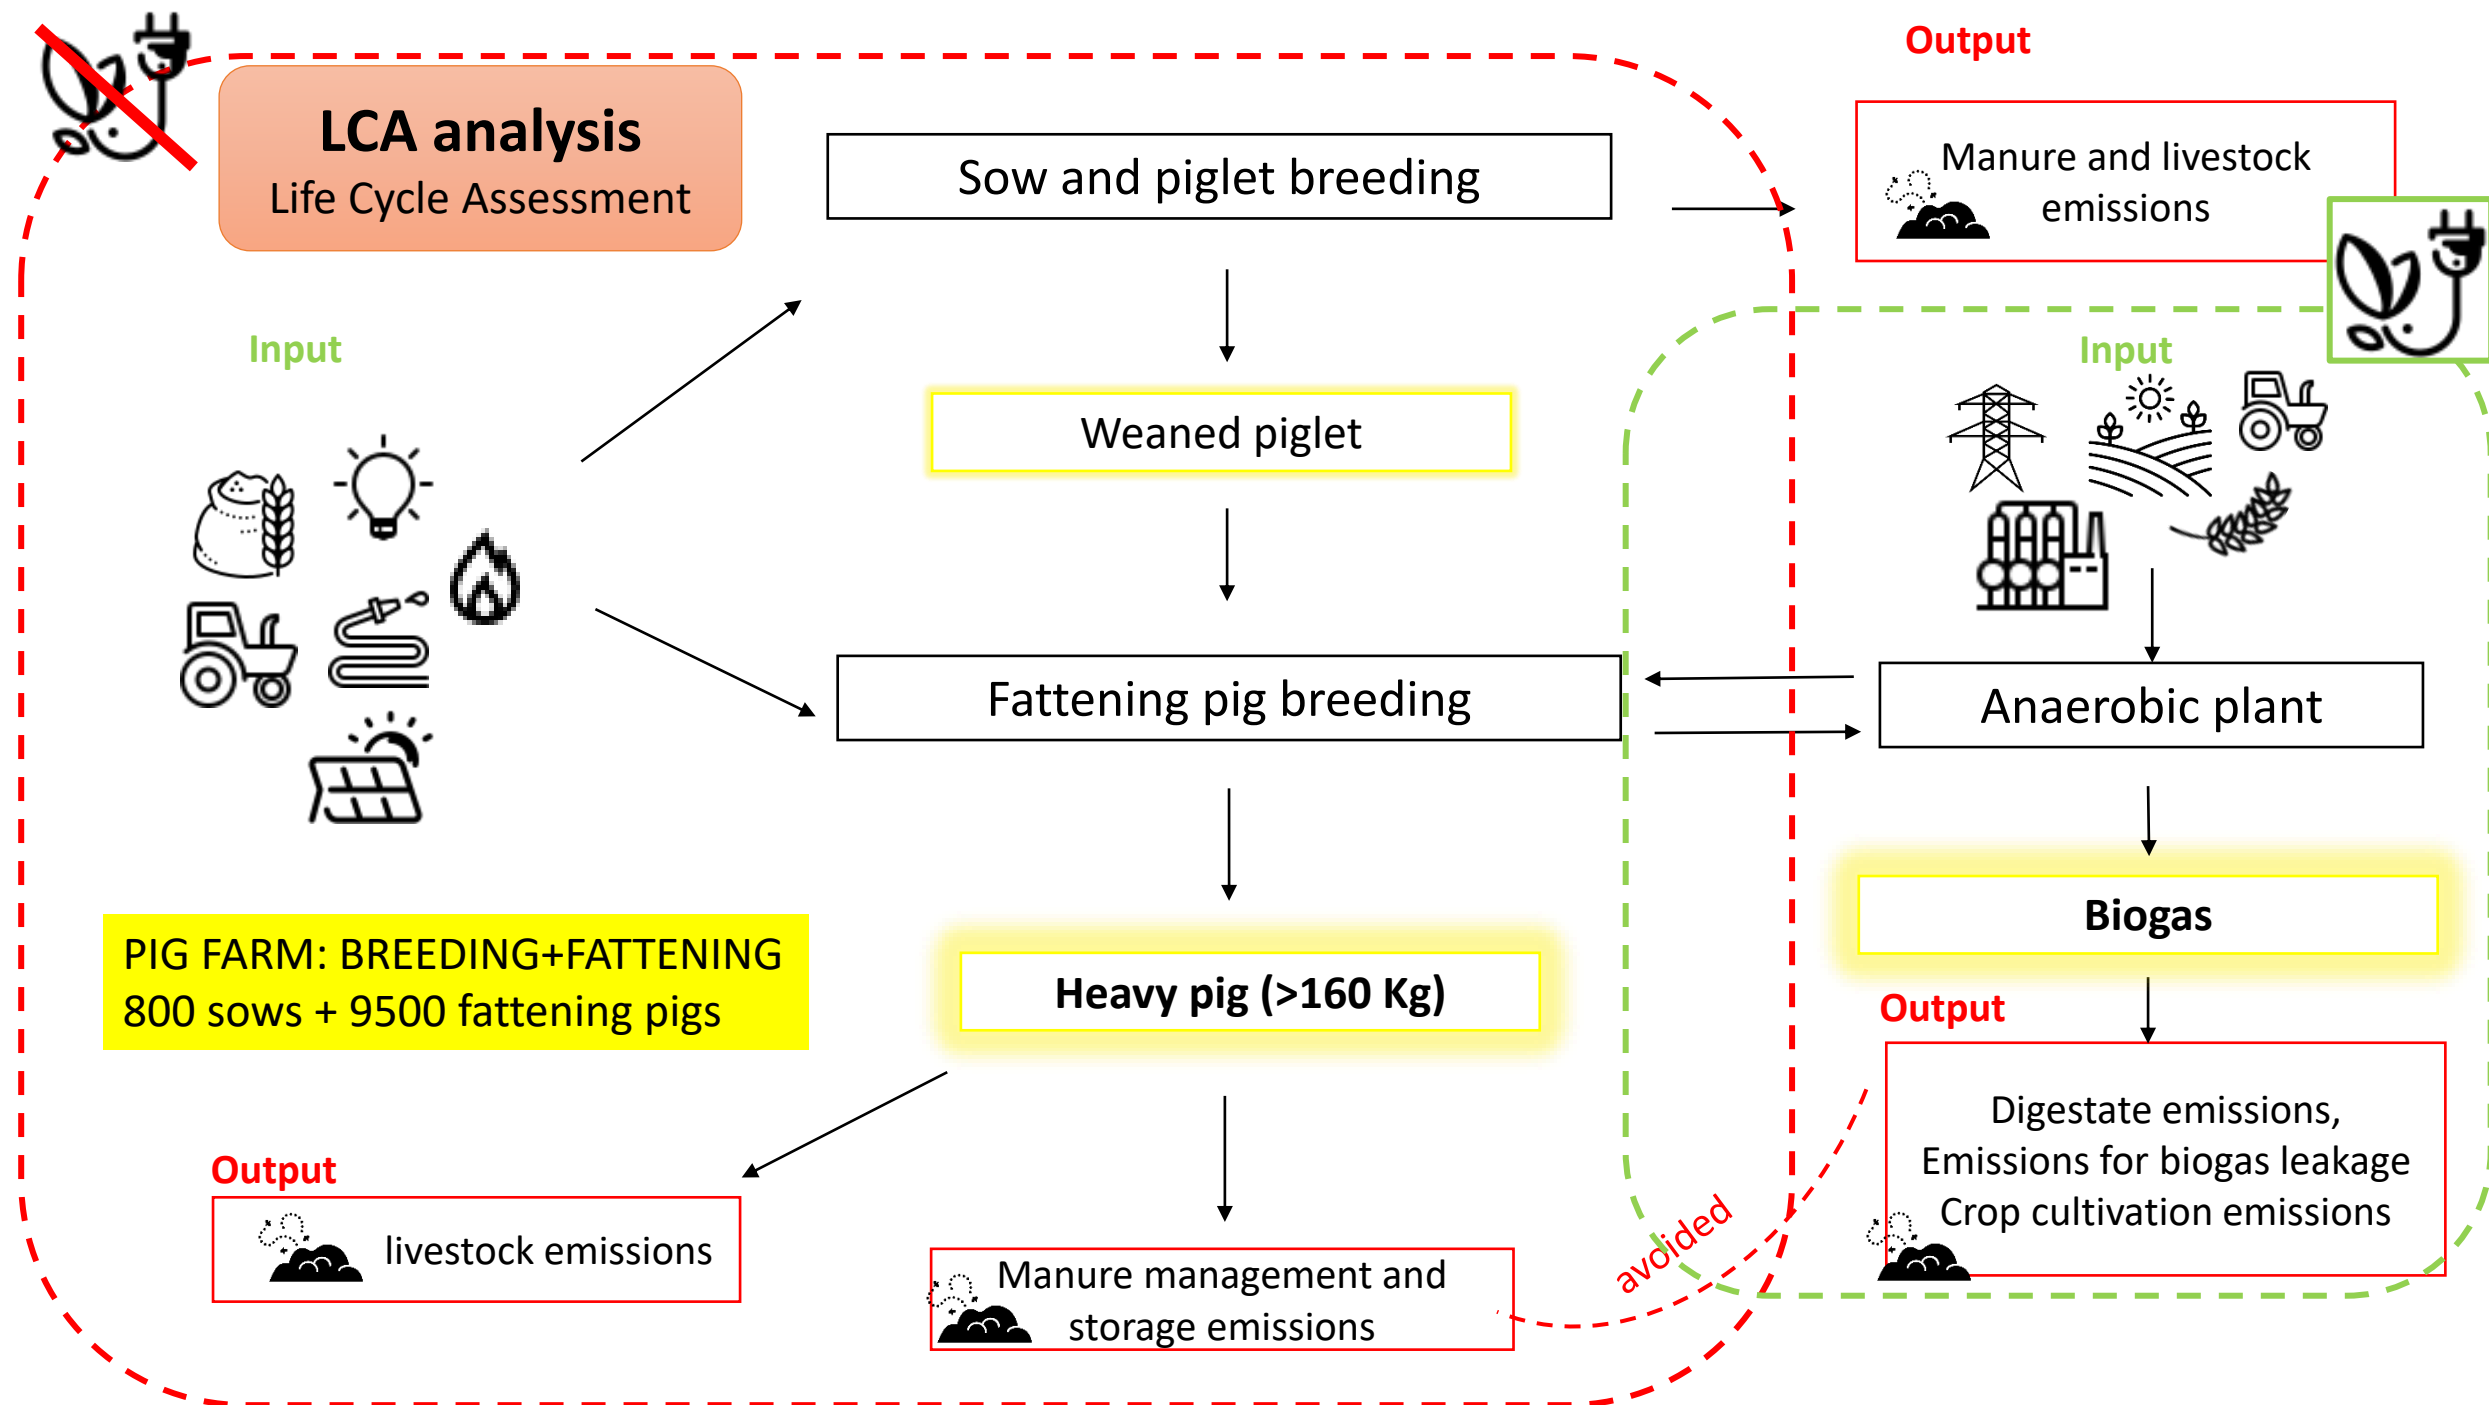 Output
LCA analysis
Life Cycle Assessment
Sow and piglet breeding
Manure and livestock
emissions
Input
Input
Weaned piglet
Fattening pig breeding
Anaerobic plant
Biogas
PIG FARM: BREEDING+FATTENING
800 sows + 9500 fattening pigs
Heavy pig (>160 Kg)
Output
Digestate emissions,
Emissions for biogas leakage
Crop cultivation emissions
Output
livestock emissions
avoided
Manure management and
storage emissions